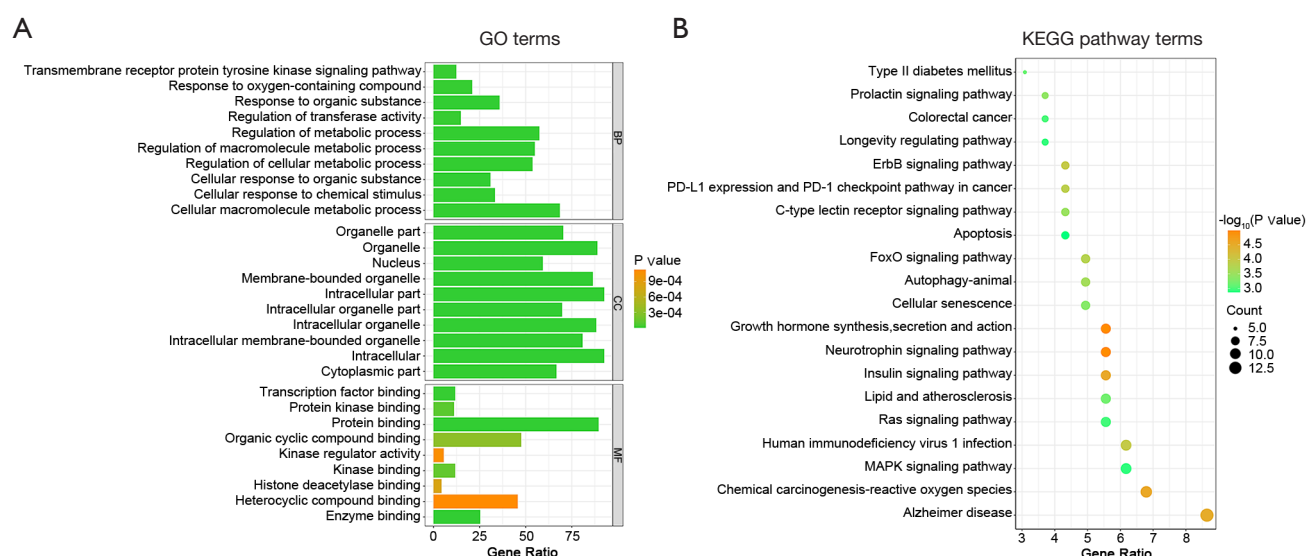 A
GO terms
Transmembrane receptor protein tyrosine kinase signaling pathway
Response to oxygen-containing compound
Response to organic substance
Regulation of transferase activity
Regulation of metabolic process
Regulation of macromolecule metabolic process
Regulation of cellular metabolic process
Cellular response to organic substance
Cellular response to chemical stimulus
Cellular macromolecule metabolic process
BP
Organelle part
Organelle
Nucleus
Membrane-bounded organelle
Intracellular part
Intracellular organelle part
Intracellular organelle
Intracellular membrane-bounded organelle
Intracellular
Cytoplasmic part
CC
Transcription factor binding
Protein kinase binding
Protein binding
Organic cyclic compound binding
Kinase regulator activity
Kinase binding
Histone deacetylase binding
Heterocyclic compound binding
Enzyme binding
MF
0 25 50 75
Gene Ratio
P value
9e-04
6e-04
3e-04
B
KEGG pathway terms
Type II diabetes mellitus
Prolactin signaling pathway
Colorectal cancer
Longevity regulating pathway
ErbB signaling pathway
PD-L1 expression and PD-1 checkpoint pathway in cancer
C-type lectin receptor signaling pathway
Apoptosis
FoxO signaling pathway
Autophagy-animal
Cellular senescence
Growth hormone synthesis,secretion and action
Neurotrophin signaling pathway
Insulin signaling pathway
Lipid and atherosclerosis
Ras signaling pathway
Human immunodeficiency virus 1 infection
MAPK signaling pathway
Chemical carcinogenesis-reactive oxygen species
Alzheimer disease
3 4 5 6 7 8
Gene Ratio
-log10(P value)
4.5
4.0
3.5
3.0
Count
5.0
7.5
10.0
12.5